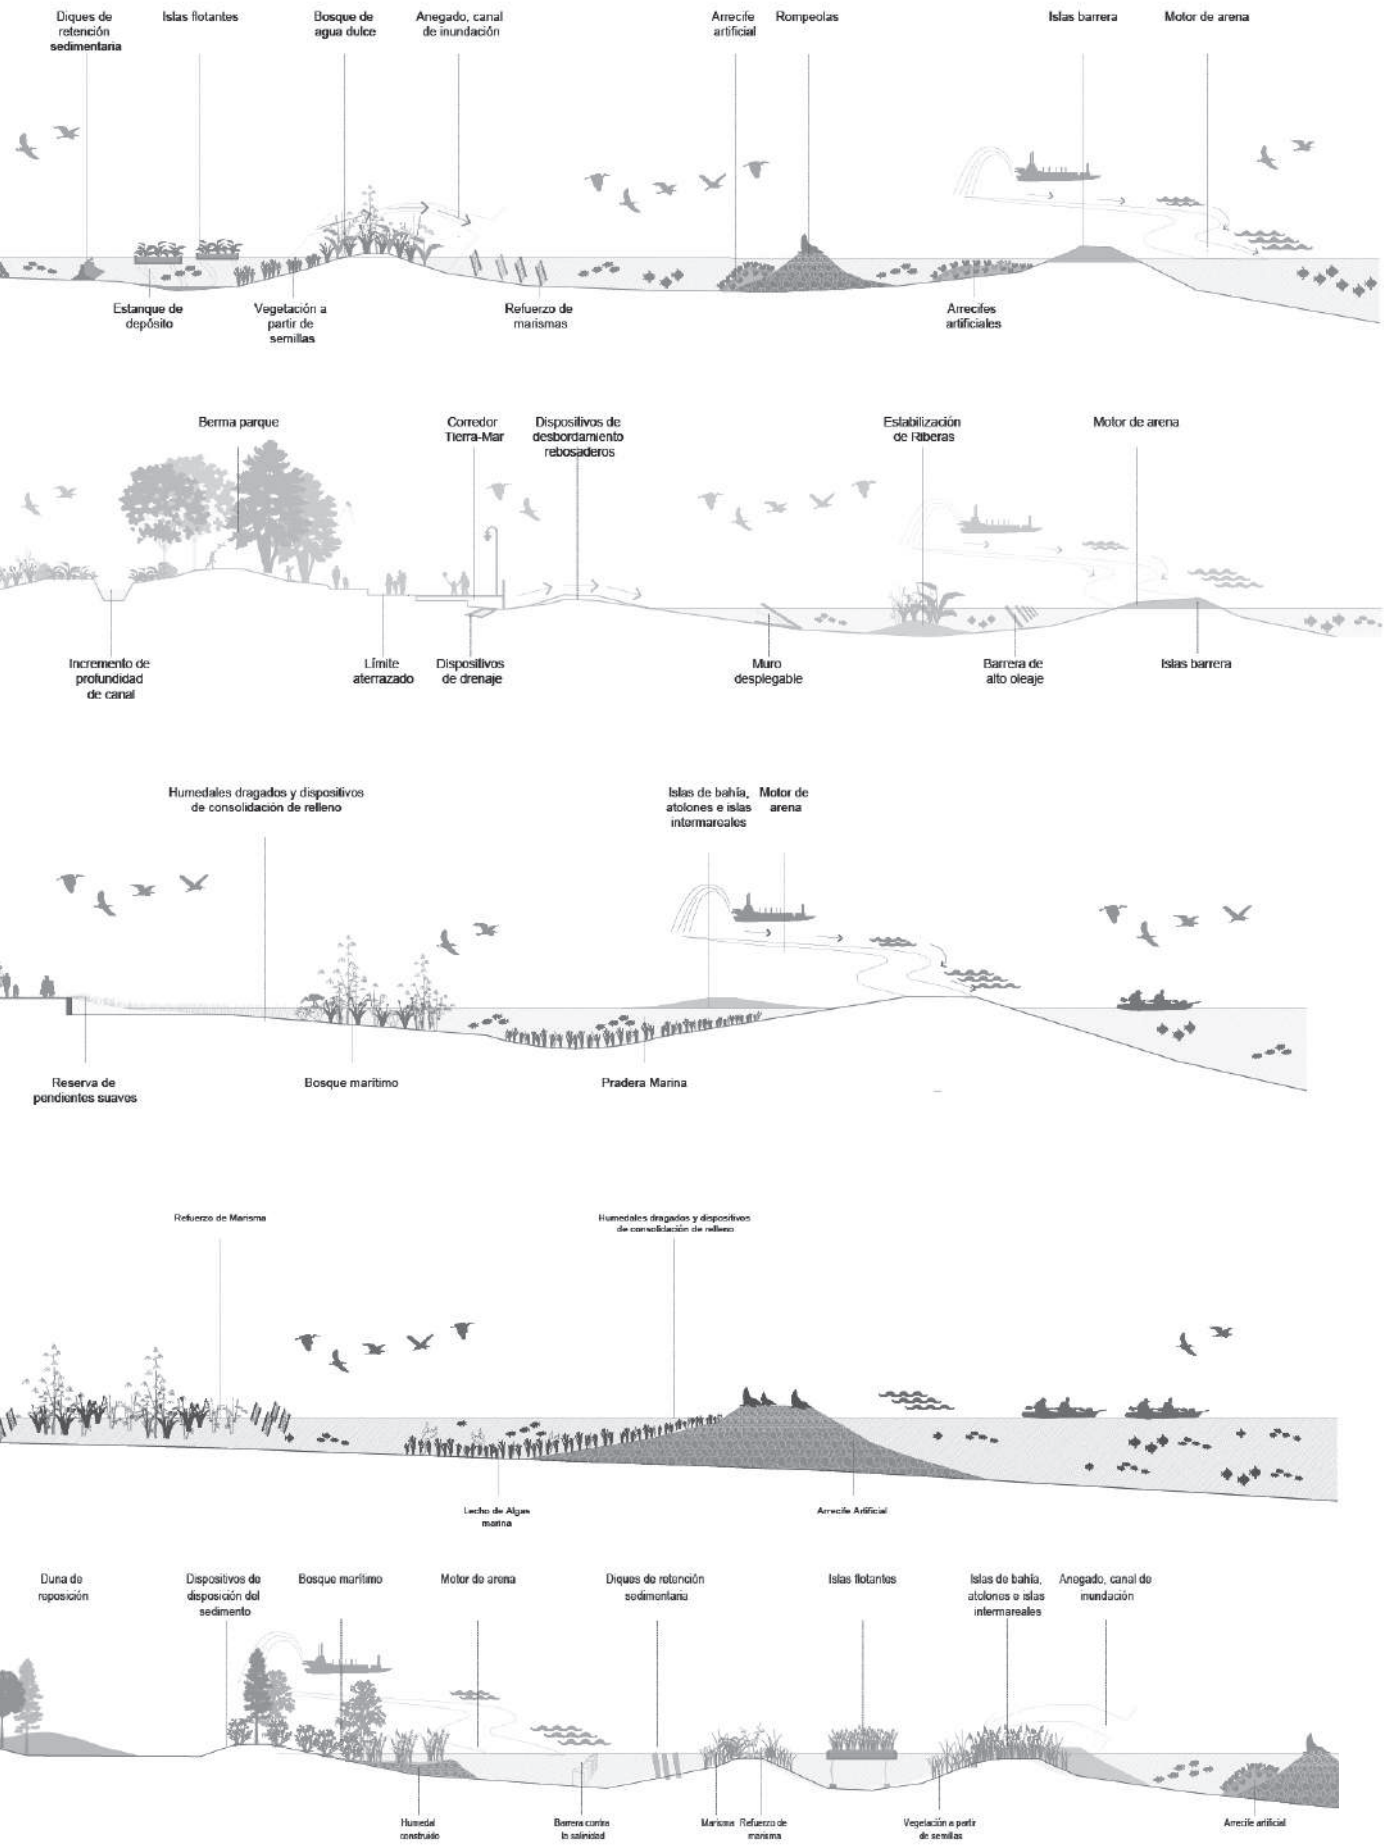 Diques de
retención
sedimentaria
Islas flotantes
Bosque de
agua dulce
Anegado, canal
de inundación
Arrecife
artificial
Rompeolas
Islas barrera
Motor de arena
Estanque de
depósito
Vegetación a
partir de
semillas
Refuerzo de
marismas
Arrecifes
artificiales
Berma parque
Corredor
Tierra-Mar
Dispositivos de
desbordamiento
rebosaderos
Estabilización
de Riberas
Motor de arena
Incremento de
profundidad
de canal
Límite
aterrazado
Dispositivos
de drenaje
Muro
desplegable
Barrera de
alto oleaje
Islas barrera
Humedales dragados y dispositivos
de consolidación de relleno
Islas de bahía,
atolones e islas
intermareales
Motor de
arena
Reserva de
pendientes suaves
Bosque marítimo
Pradera Marina
Refuerzo de Marisma
Humedales dragados y dispositivos
de consolidación de relleno
Lecho de Algas
marina
Arrecife Artificial
Duna de
reposición
Dispositivos de
disposición del
sedimento
Bosque marítimo
Motor de arena
Diques de retención
sedimentaria
Islas flotantes
Islas de bahía,
atolones e islas
intermareales
Anegado, canal de
inundación
Humedal
construido
Barrera contra
la salinidad
Marisma
Refuerzo de
marisma
Vegetación a partir
de semillas
Arrecife artificial